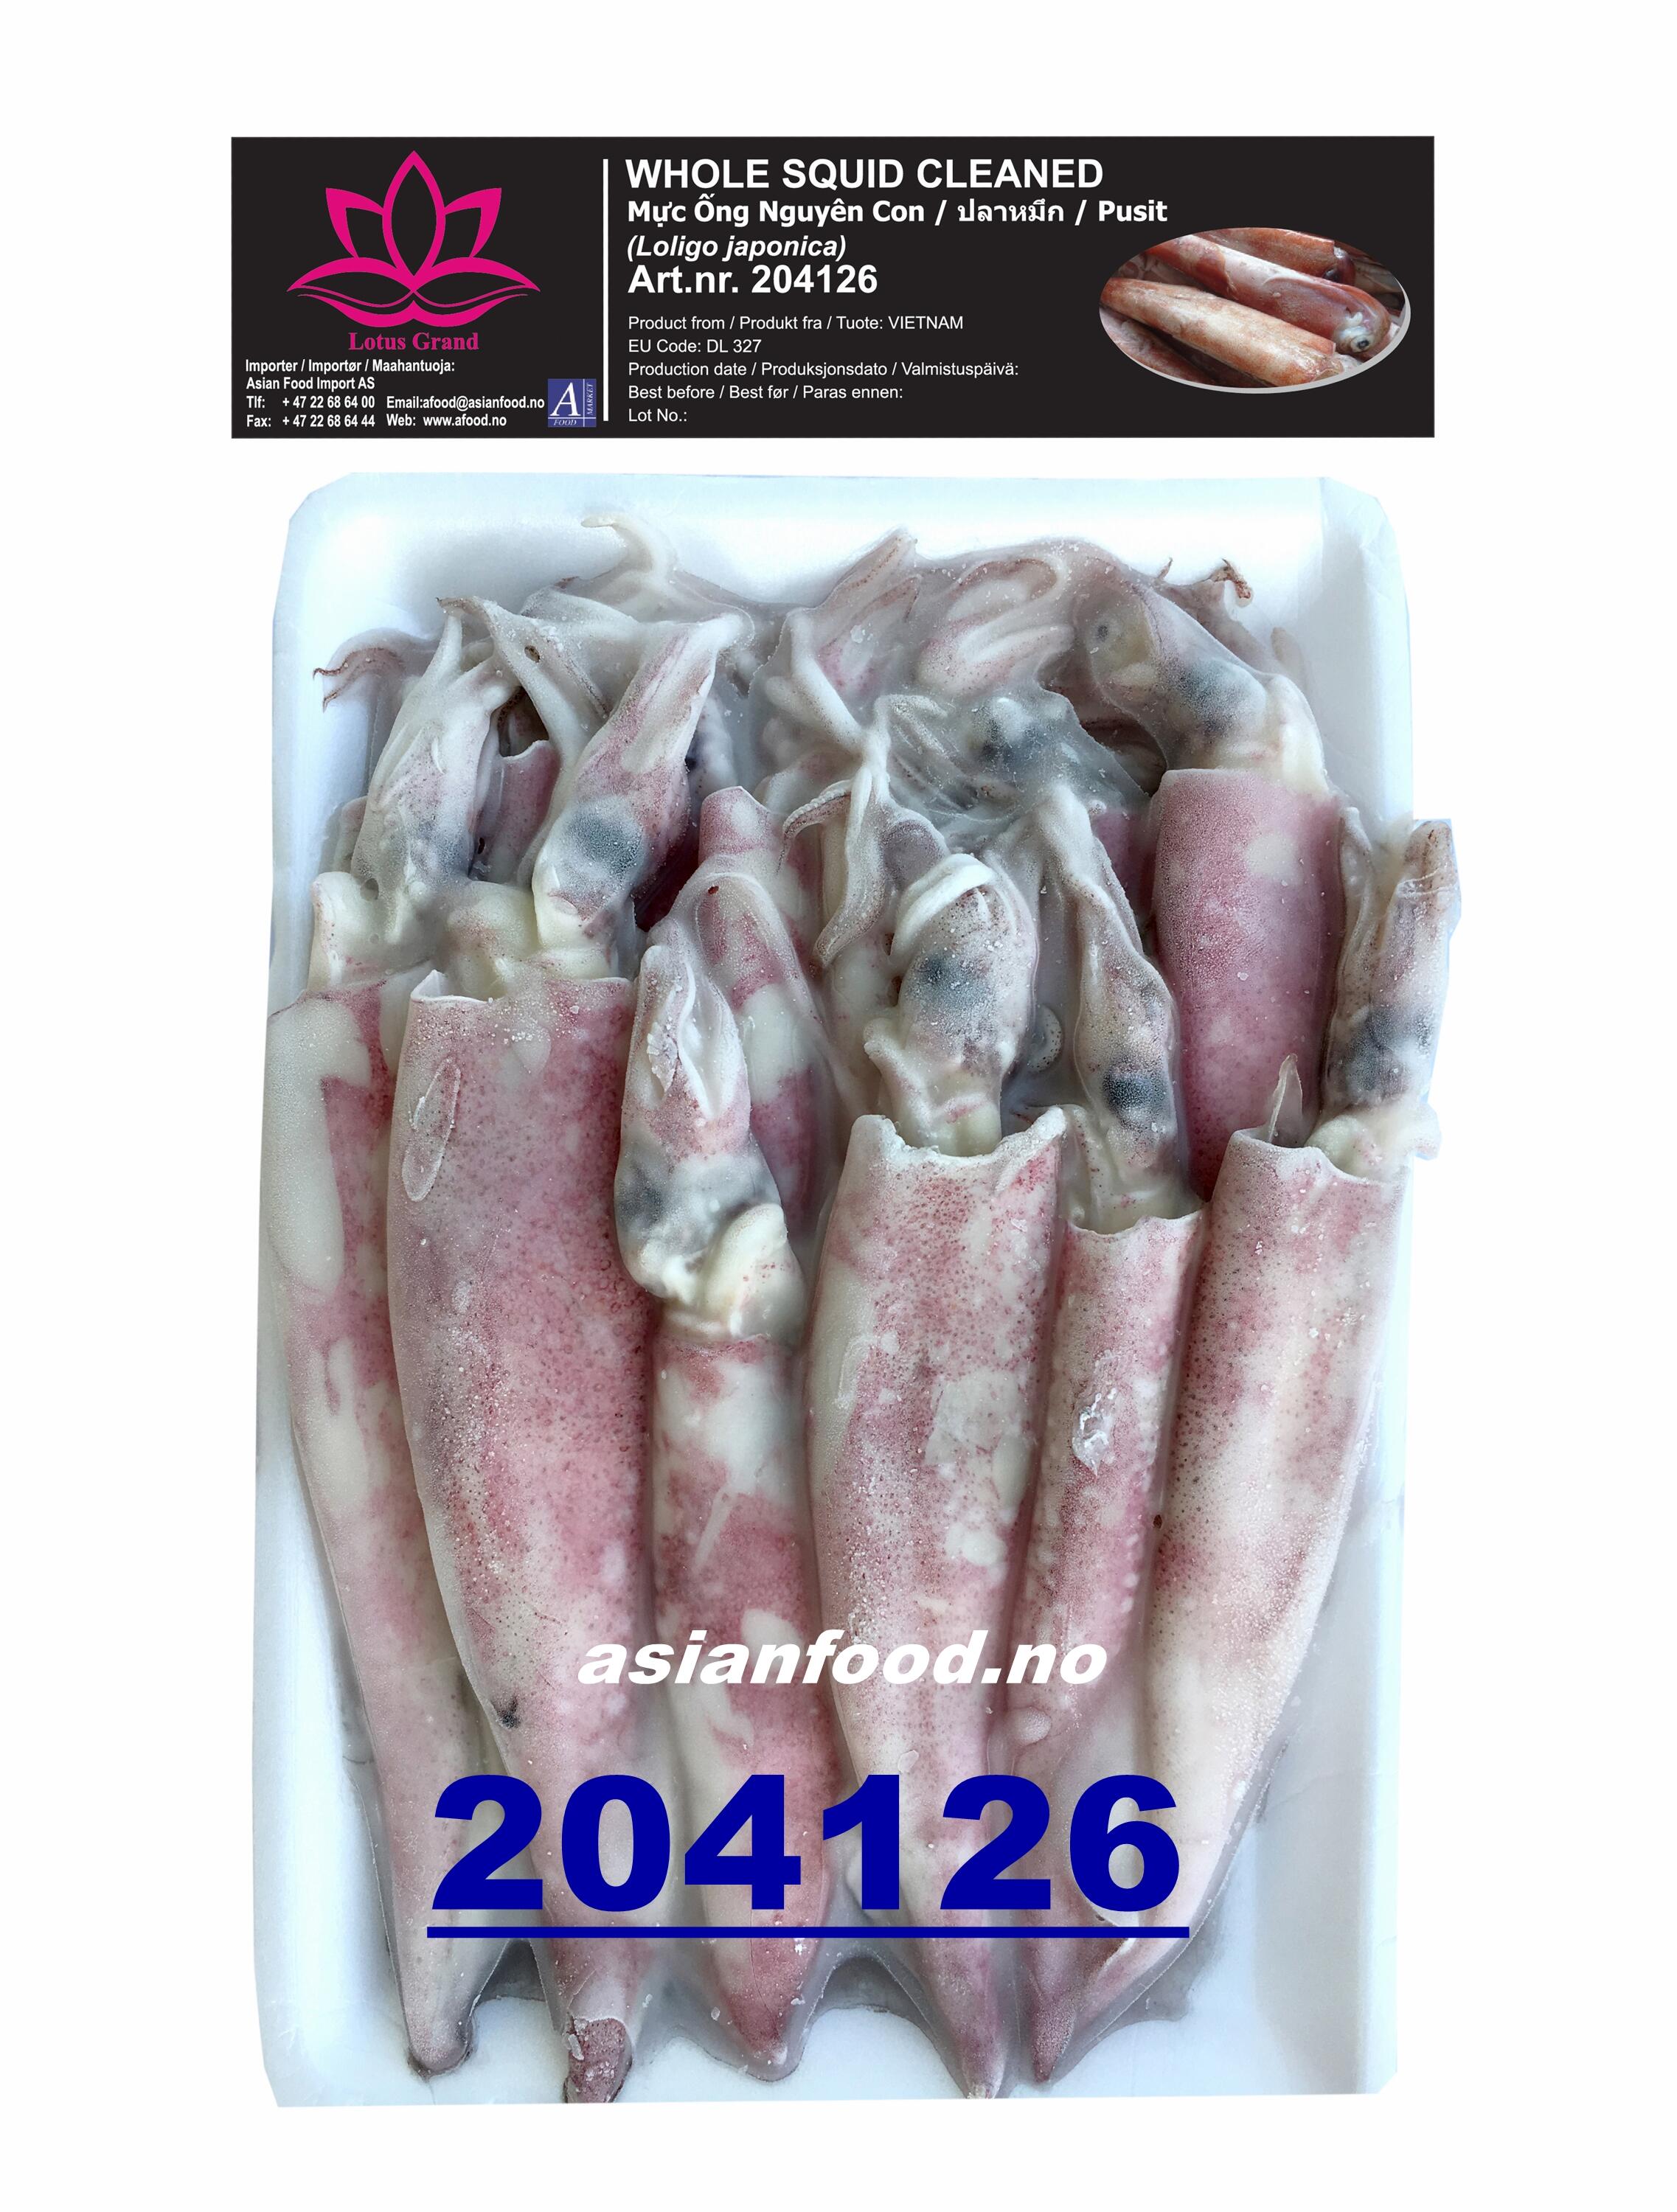 Lotus Grand
Importer / Importør / Maahantuoja:
Asian Food Import AS
Tlf: + 47 22 68 64 00 Email:afood@asianfood.no
Fax: + 47 22 68 64 44 Web: www.afood.no
A
FOOD
MARKET
WHOLE SQUID CLEANED
Mực Ống Nguyên Con / ปลาหมึก / Pusit
(Loligo japonica)
Art.nr. 204126
Product from / Produkt fra / Tuote: VIETNAM
EU Code: DL 327
Production date / Produksjonsdato / Valmistuspäivä:
Best before / Best før / Paras ennen:
Lot No.:
asianfood.no
204126